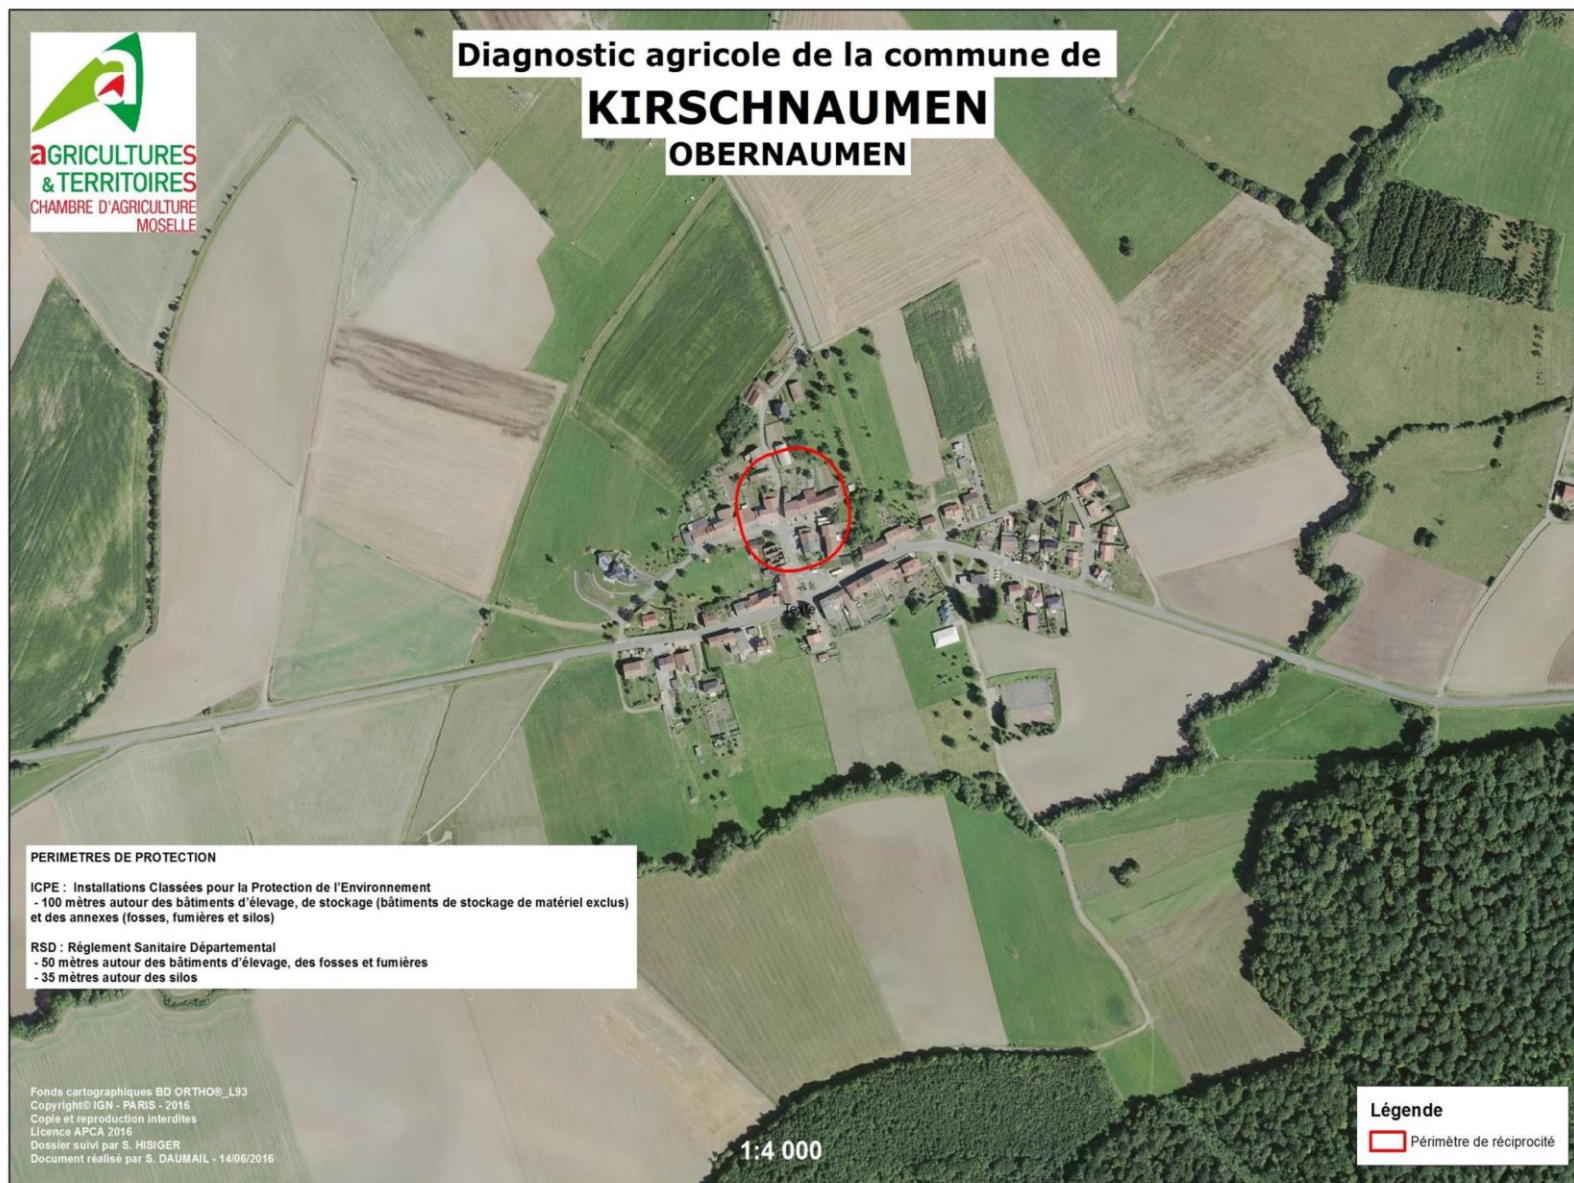 Diagnostic agricole de la commune de
KIRSCHNAUMEN
OBERNAUMEN
aGRICULTURES
& TERRITOIRES
CHAMBRE D'AGRICULTURE
MOSELLE
Texte
PERIMETRES DE PROTECTION
ICPE : Installations Classées pour la Protection de l'Environnement
- 100 mètres autour des bâtiments d'élevage, de stockage (bâtiments de stockage de matériel exclus)
et des annexes (fosses, fumières et silos)
RSD : Réglement Sanitaire Départemental
- 50 mètres autour des bâtiments d'élevage, des fosses et fumières
- 35 mètres autour des silos
Fonds cartographiques BD ORTHO®_L93
Copyright© IGN - PARIS - 2016
Copie et reproduction interdites
Licence APCA 2016
Dossier suivi par S. HISIGER
Document réalisé par S. DAUMAIL - 14/06/2016
1:4 000
Légende
Périmètre de réciprocité